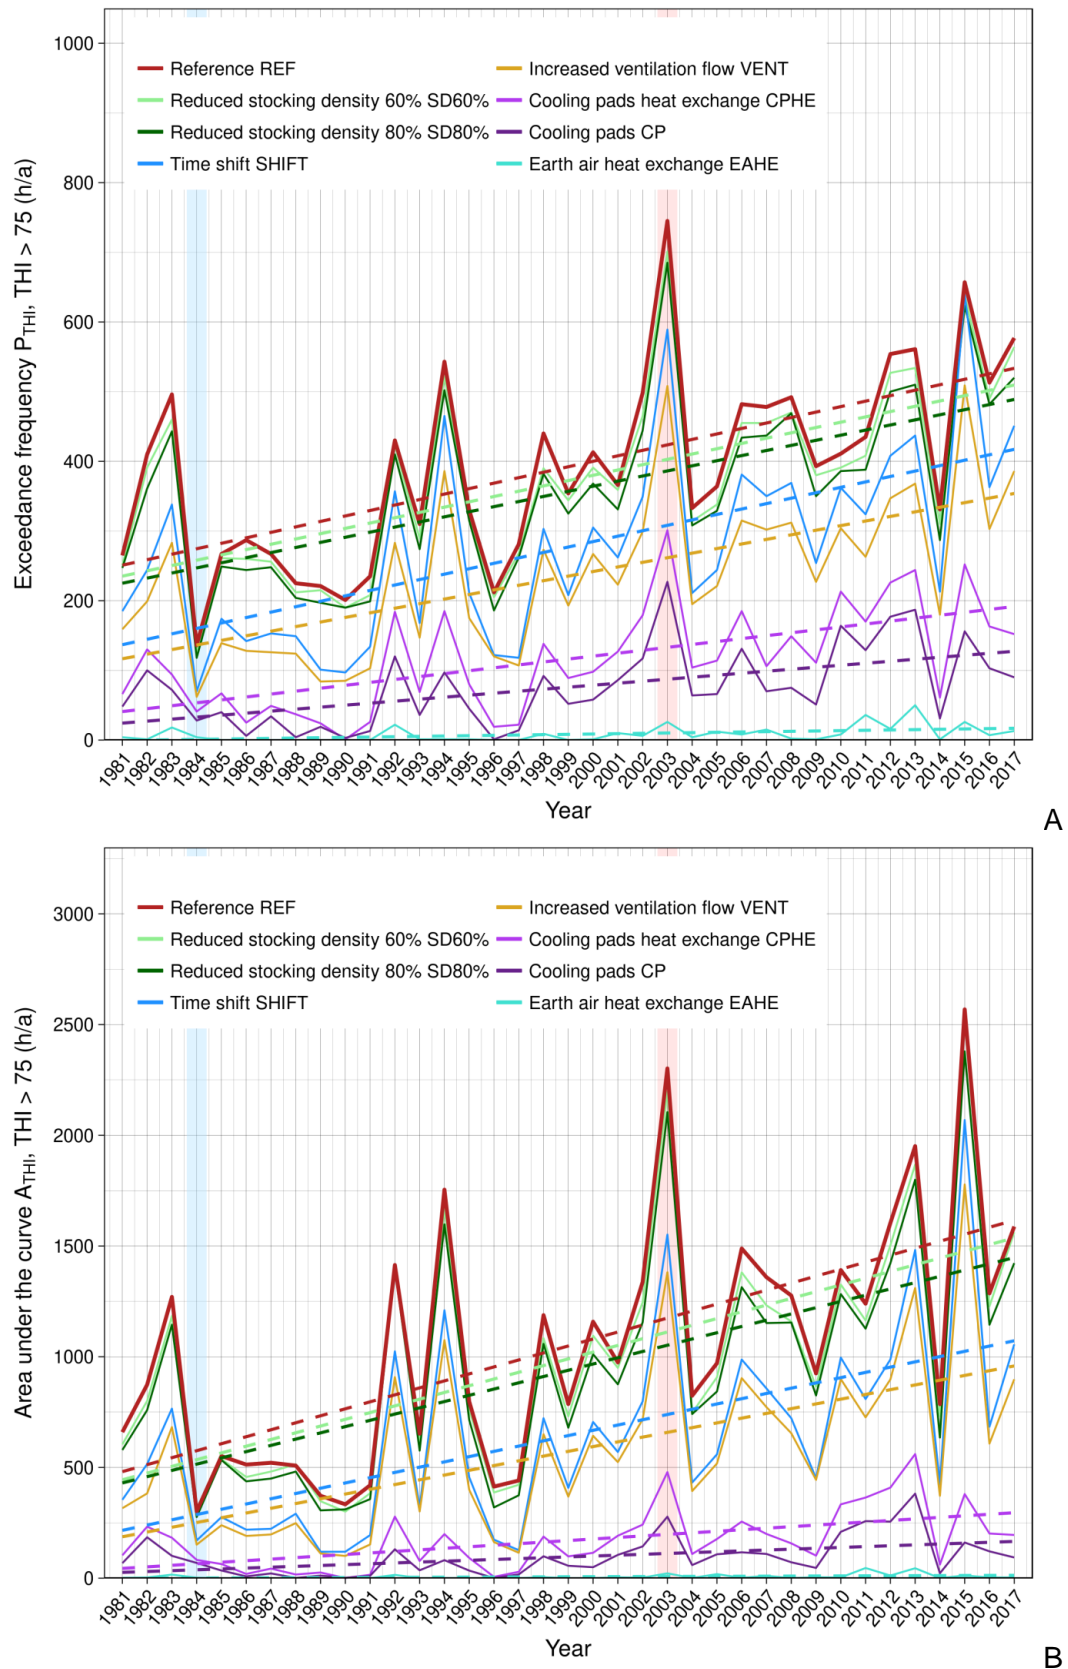 1000
800
600
400
200
0
Exceedance frequency PTHI, THI > 75 (h/a)
Reference REF
Reduced stocking density 60% SD60%
Reduced stocking density 80% SD80%
Time shift SHIFT
Increased ventilation flow VENT
Cooling pads heat exchange CPHE
Cooling pads CP
Earth air heat exchange EAHE
1981 1982 1983 1984 1985 1986 1987 1988 1989 1990 1991 1992 1993 1994 1995 1996 1997 1998 1999 2000 2001 2002 2003 2004 2005 2006 2007 2008 2009 2010 2011 2012 2013 2014 2015 2016 2017
Year
A
3000
2500
2000
1500
1000
500
0
Area under the curve ATHI, THI > 75 (h/a)
Reference REF
Reduced stocking density 60% SD60%
Reduced stocking density 80% SD80%
Time shift SHIFT
Increased ventilation flow VENT
Cooling pads heat exchange CPHE
Cooling pads CP
Earth air heat exchange EAHE
1981 1982 1983 1984 1985 1986 1987 1988 1989 1990 1991 1992 1993 1994 1995 1996 1997 1998 1999 2000 2001 2002 2003 2004 2005 2006 2007 2008 2009 2010 2011 2012 2013 2014 2015 2016 2017
Year
B